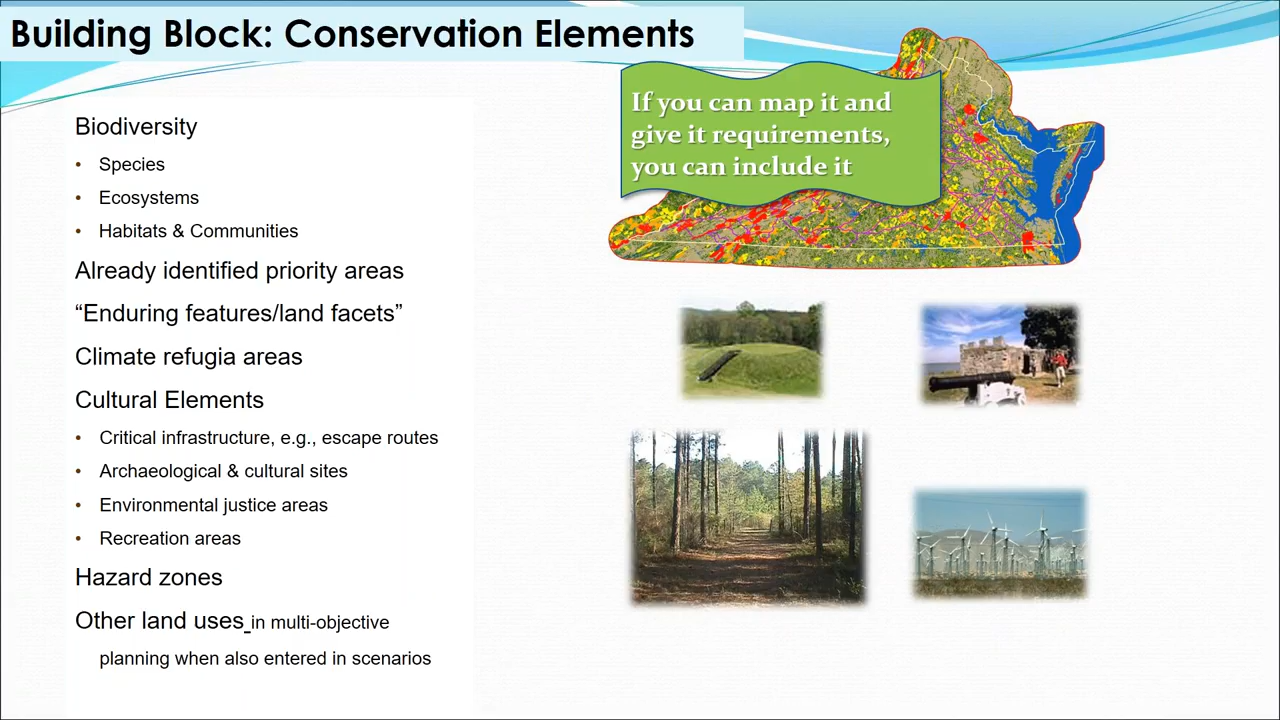 Building Block: Conservation Elements
If you can map it and
give it requirements,
you can include it
Biodiversity
• Species
• Ecosystems
• Habitats & Communities
Already identified priority areas
“Enduring features/land facets”
Climate refugia areas
Cultural Elements
• Critical infrastructure, e.g., escape routes
• Archaeological & cultural sites
• Environmental justice areas
• Recreation areas
Hazard zones
Other land uses in multi-objective
planning when also entered in scenarios